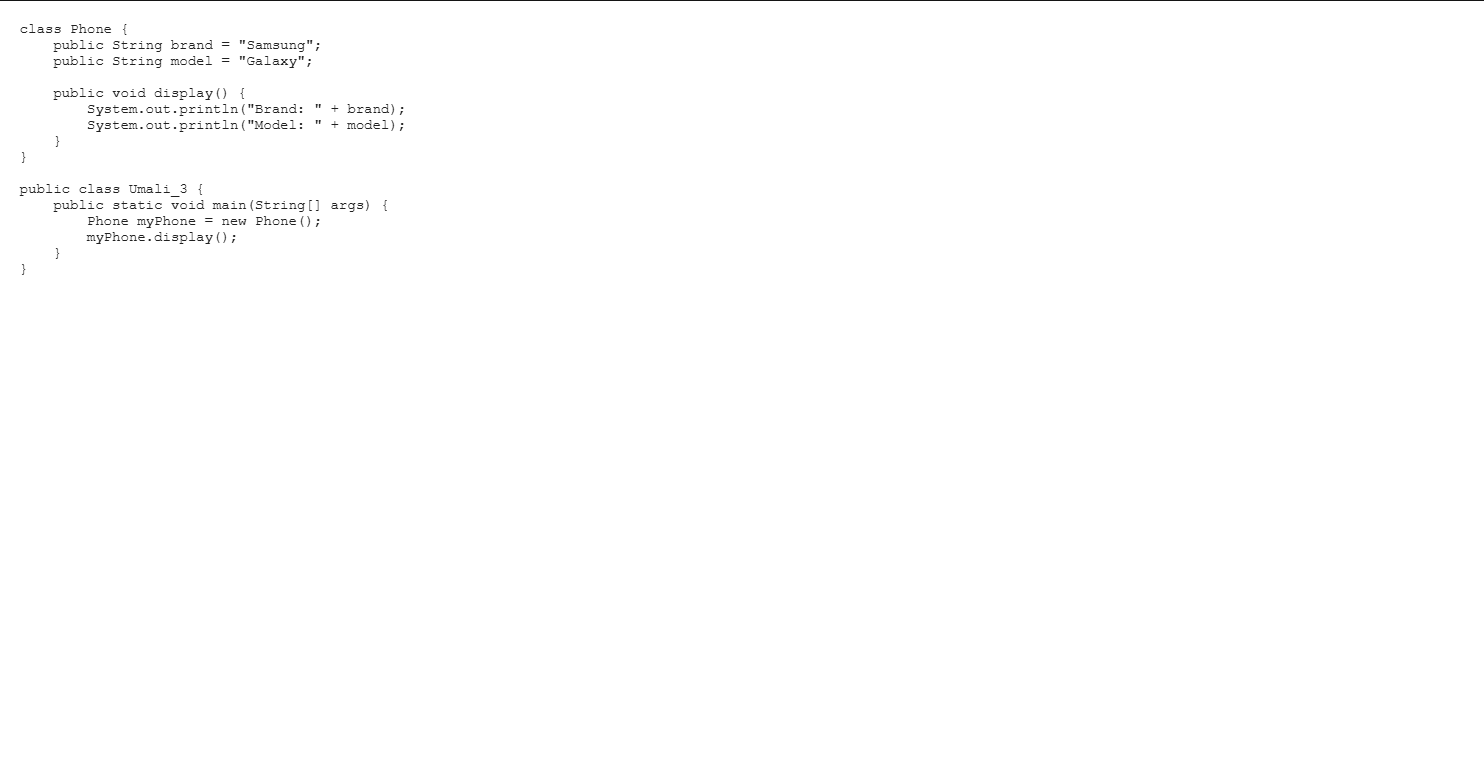 class Phone {
    public String brand = "Samsung";
    public String model = "Galaxy";

    public void display() {
        System.out.println("Brand: " + brand);
        System.out.println("Model: " + model);
    }
}

public class Umali_3 {
    public static void main(String[] args) {
        Phone myPhone = new Phone();
        myPhone.display();
    }
}